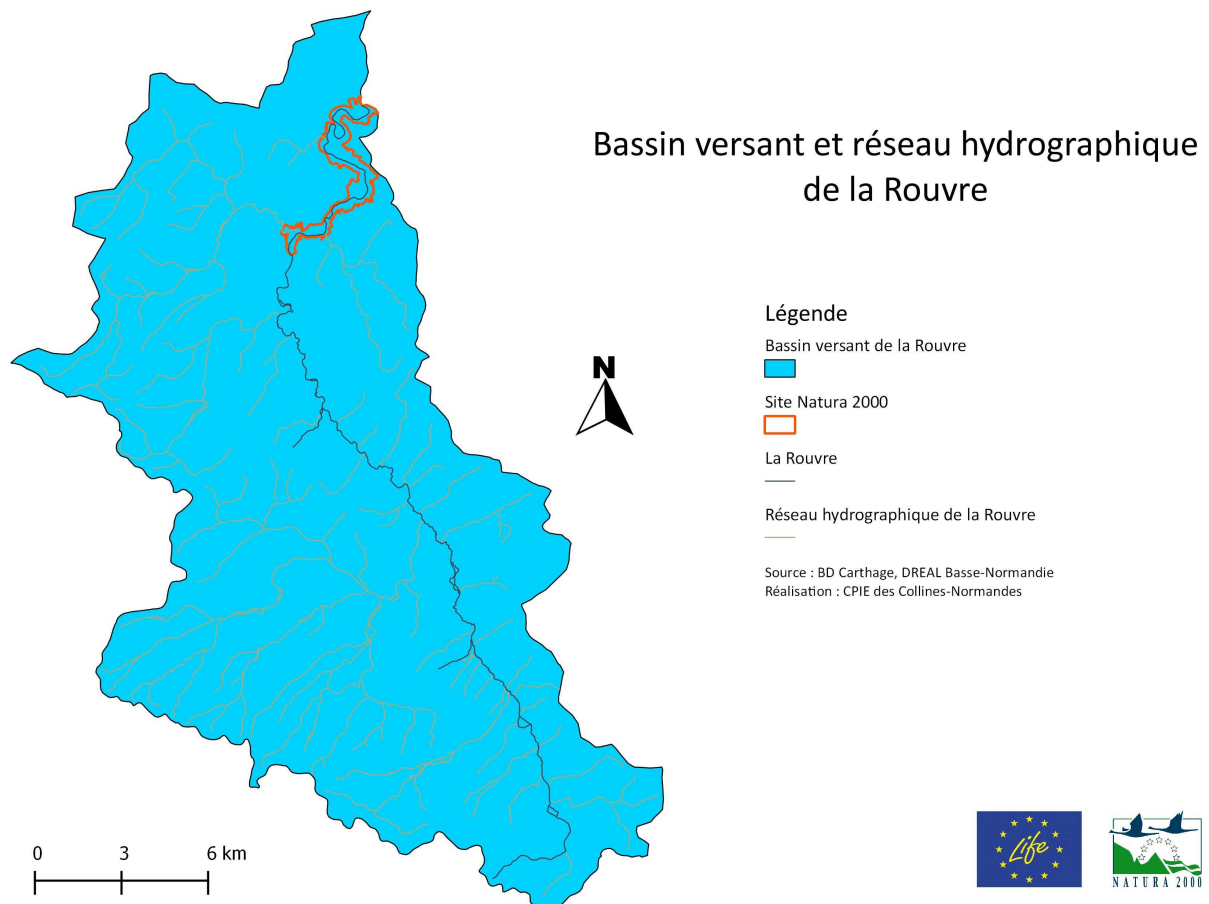 Bassin versant et réseau hydrographique
de la Rouvre
N
Légende
Bassin versant de la Rouvre
Site Natura 2000
La Rouvre
Réseau hydrographique de la Rouvre
Source : BD Carthage, DREAL Basse-Normandie
Réalisation : CPIE des Collines-Normandes
0 3 6 km
Life
NATURA 2000